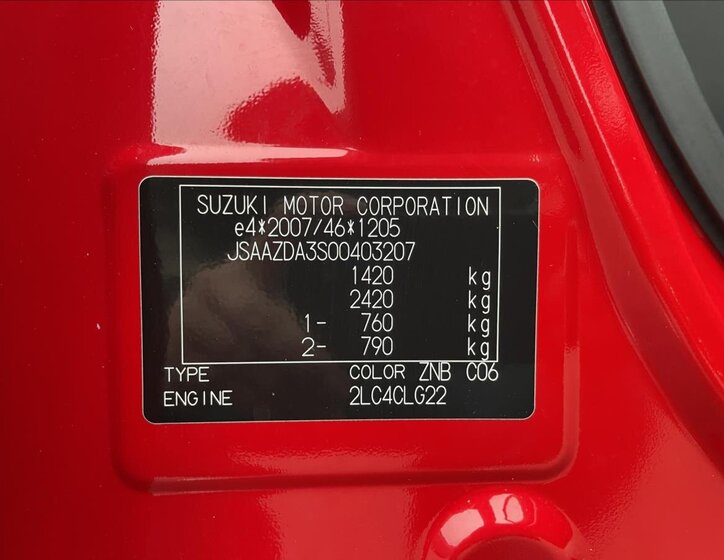 SUZUKI MOTOR CORPORATION
e4*2007/46*1205
JSAAZDA3S00403207
1420 kg
2420 kg
1- 760 kg
2- 790 kg
TYPE COLOR ZNB C06
ENGINE 2LC4CLG22